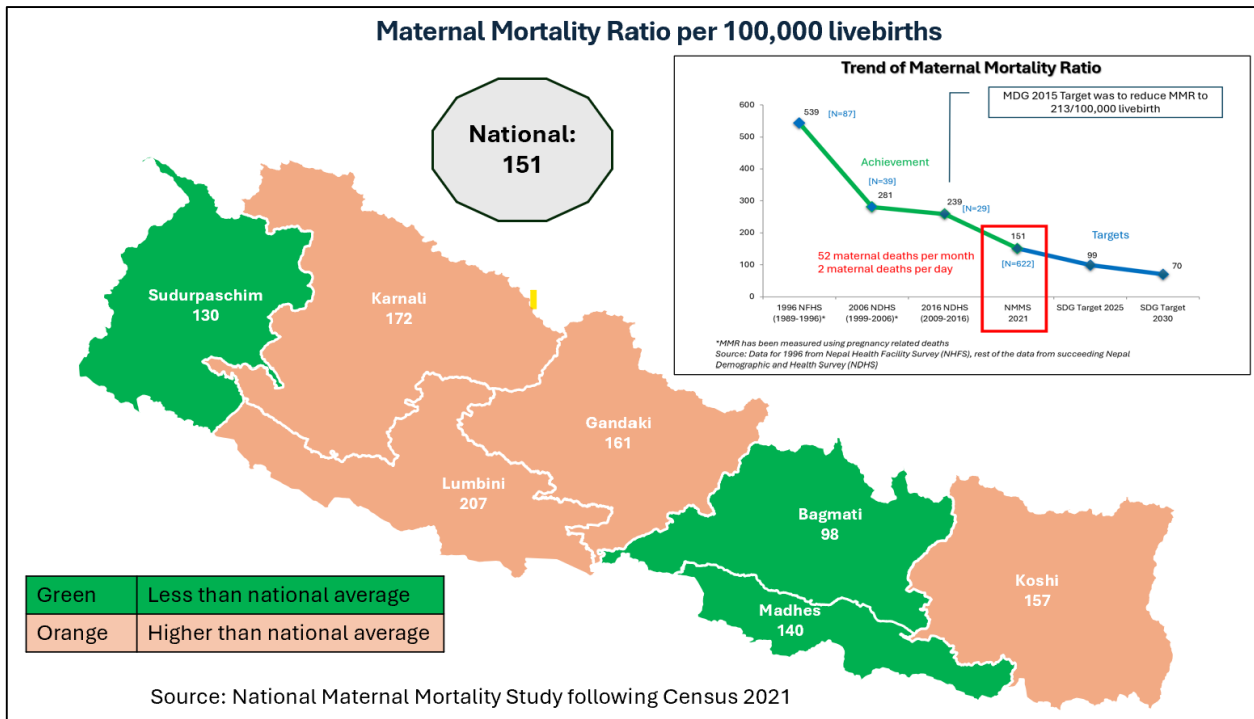 Maternal Mortality Ratio per 100,000 livebirths
National:
151
Trend of Maternal Mortality Ratio
MDG 2015 Target was to reduce MMR to
213/100,000 livebirth
600
500
400
300
200
100
0
539
[N=87]
Achievement
[N=39]
281
239
[N=29]
52 maternal deaths per month
2 maternal deaths per day
151
[N=622]
Targets
99
70
1996 NFHS
(1989-1996)*
2006 NDHS
(1999-2006)*
2016 NDHS
(2009-2016)
NMMS
2021
SDG Target 2025
SDG Target
2030
*MMR has been measured using pregnancy related deaths
Source: Data for 1996 from Nepal Health Facility Survey (NHFS), rest of the data from succeeding Nepal
Demographic and Health Survey (NDHS)
Sudurpaschim
130
Karnali
172
Gandaki
161
Lumbini
207
Bagmati
98
Madhes
140
Koshi
157
Green Less than national average
Orange Higher than national average
Source: National Maternal Mortality Study following Census 2021